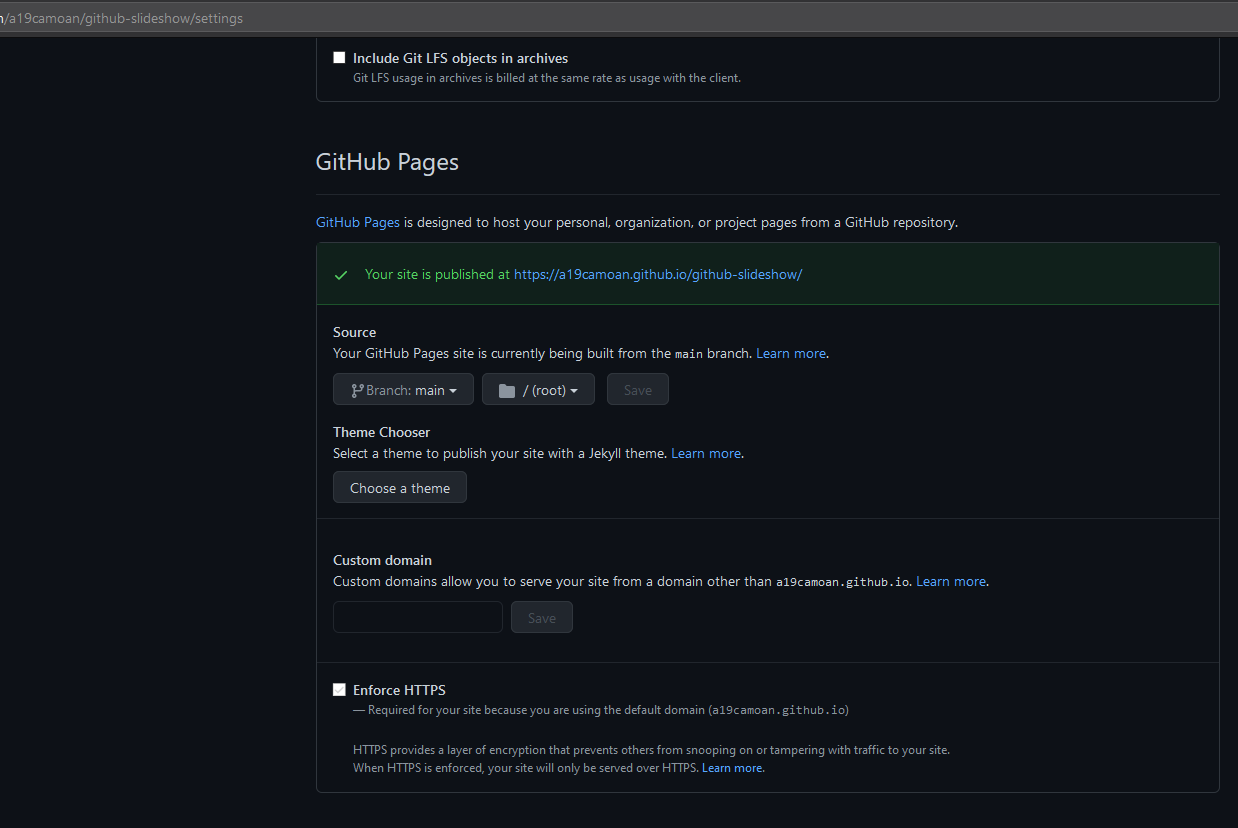 /a19camoan/github-slideshow/settings
Include Git LFS objects in archives
Git LFS usage in archives is billed at the same rate as usage with the client.
GitHub Pages
GitHub Pages is designed to host your personal, organization, or project pages from a GitHub repository.
Your site is published at https://a19camoan.github.io/github-slideshow/
Source
Your GitHub Pages site is currently being built from the main branch. Learn more.
Branch: main / (root) Save
Theme Chooser
Select a theme to publish your site with a Jekyll theme. Learn more.
Choose a theme
Custom domain
Custom domains allow you to serve your site from a domain other than a19camoan.github.io. Learn more.
Save
Enforce HTTPS
— Required for your site because you are using the default domain (a19camoan.github.io)
HTTPS provides a layer of encryption that prevents others from snooping on or tampering with traffic to your site.
When HTTPS is enforced, your site will only be served over HTTPS. Learn more.